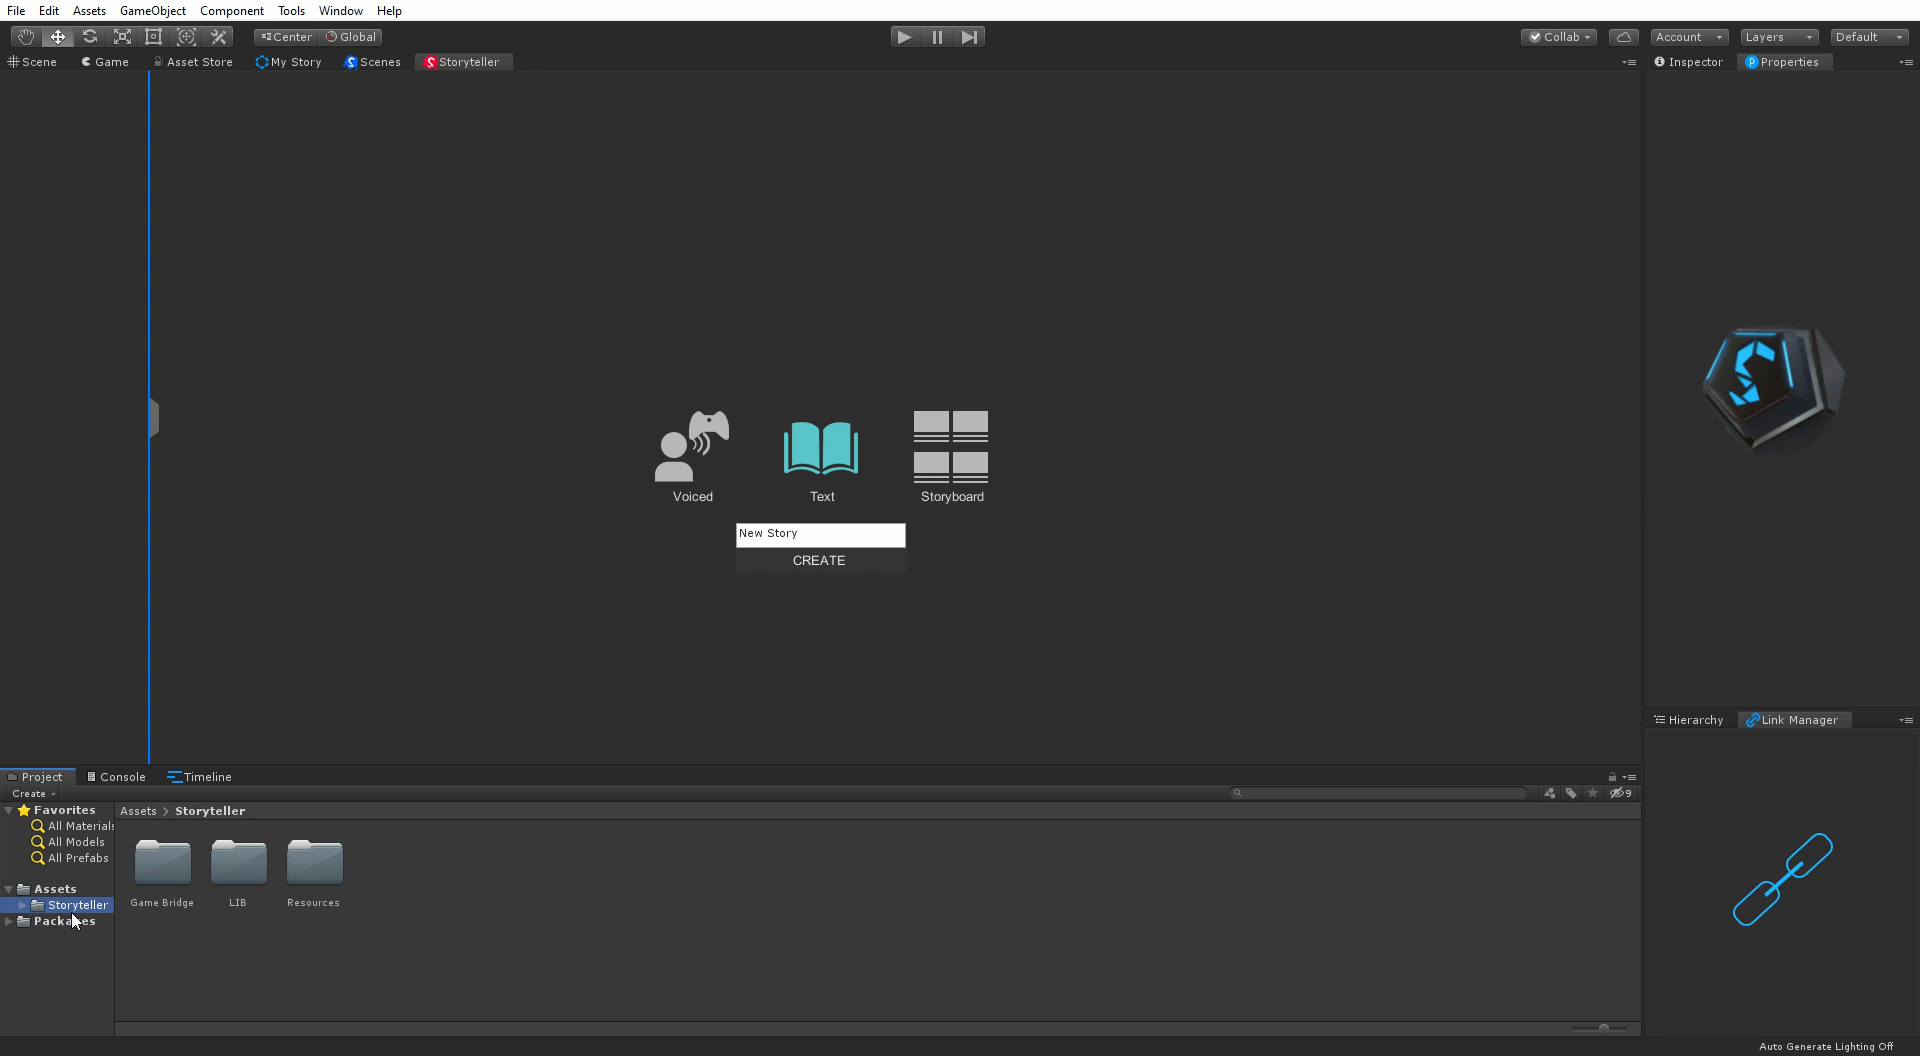 File Edit Assets GameObject Component Tools Window Help
Center Global Collab Account Layers Default
Scene Game Asset Store My Story Scenes Storyteller Inspector Properties
Voiced Text Storyboard
New Story
CREATE
Hierarchy Link Manager
Project Console Timeline
Create 9
Favorites Assets > Storyteller
All Materials
All Models
All Prefabs
Assets
Storyteller Game Bridge LIB Resources
Packages
Auto Generate Lighting Off